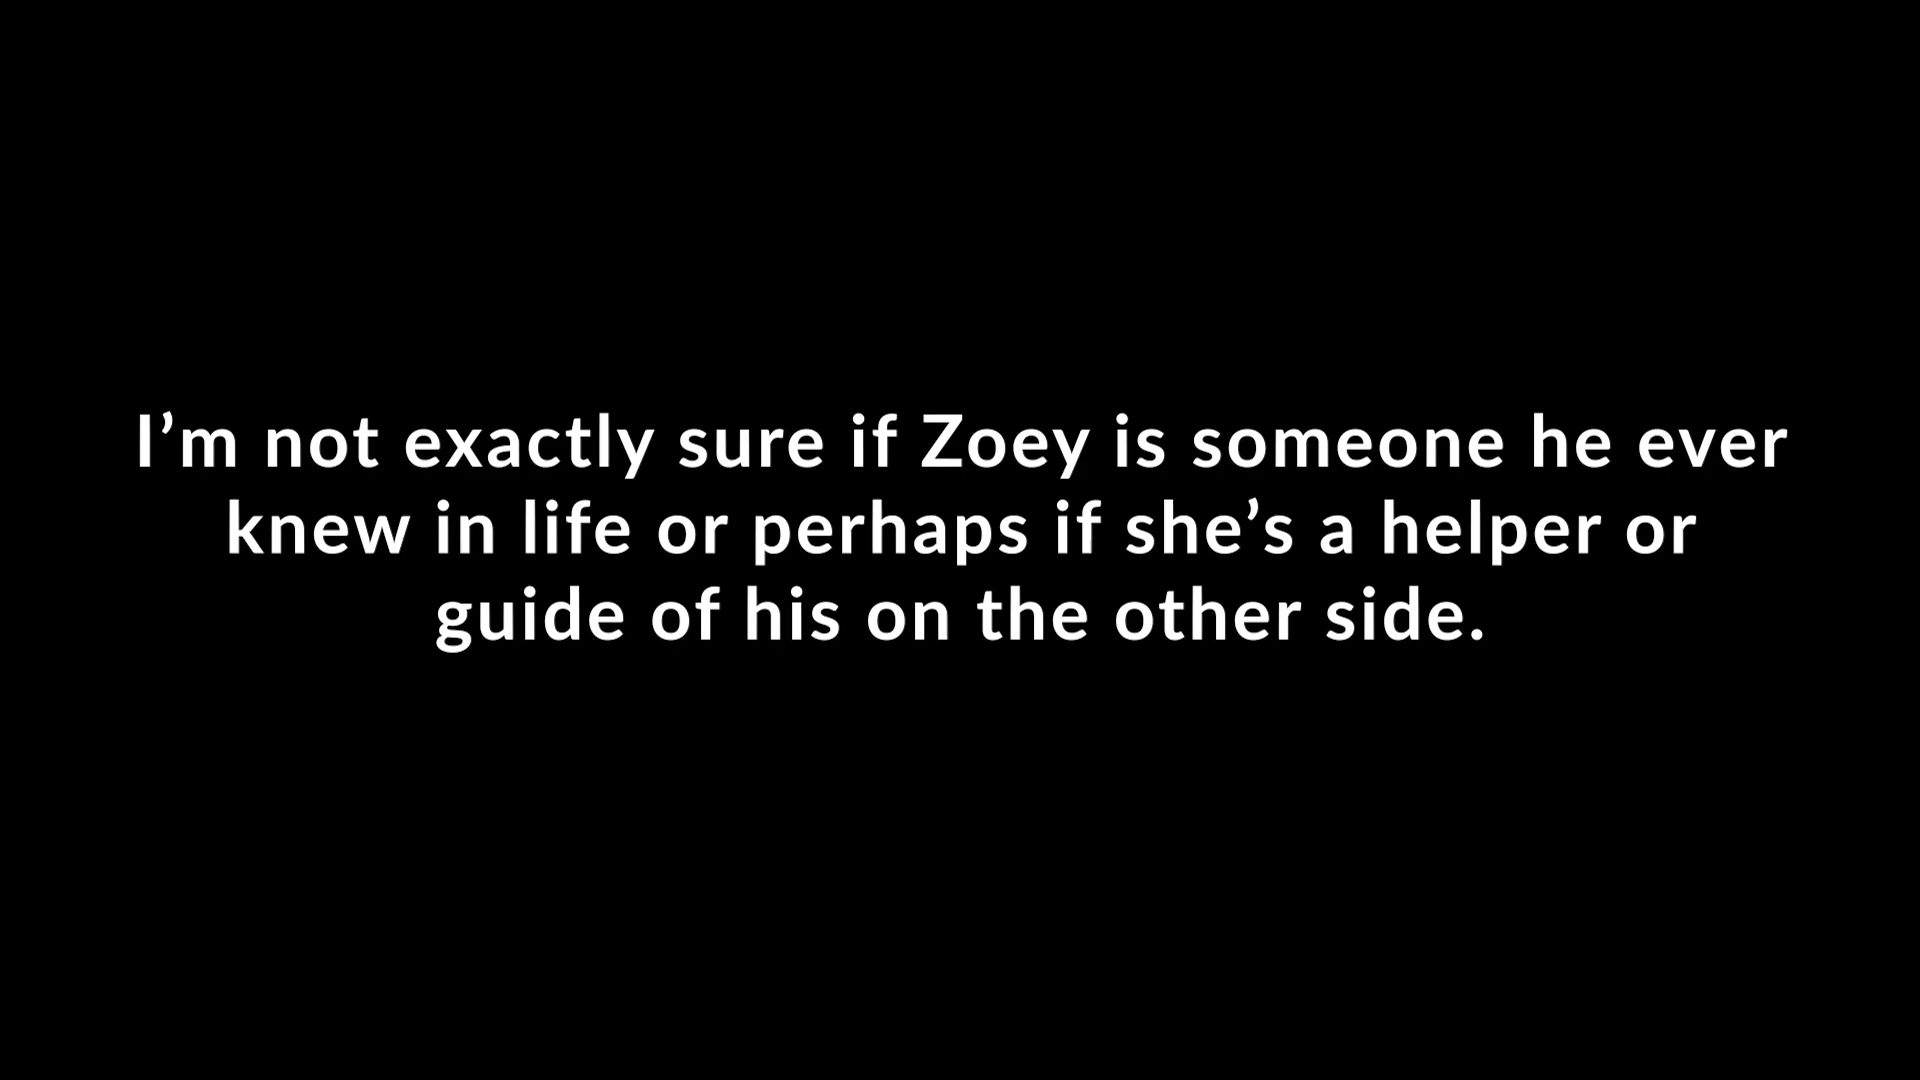 I’m not exactly sure if Zoey is someone he ever
knew in life or perhaps if she’s a helper or
guide of his on the other side.